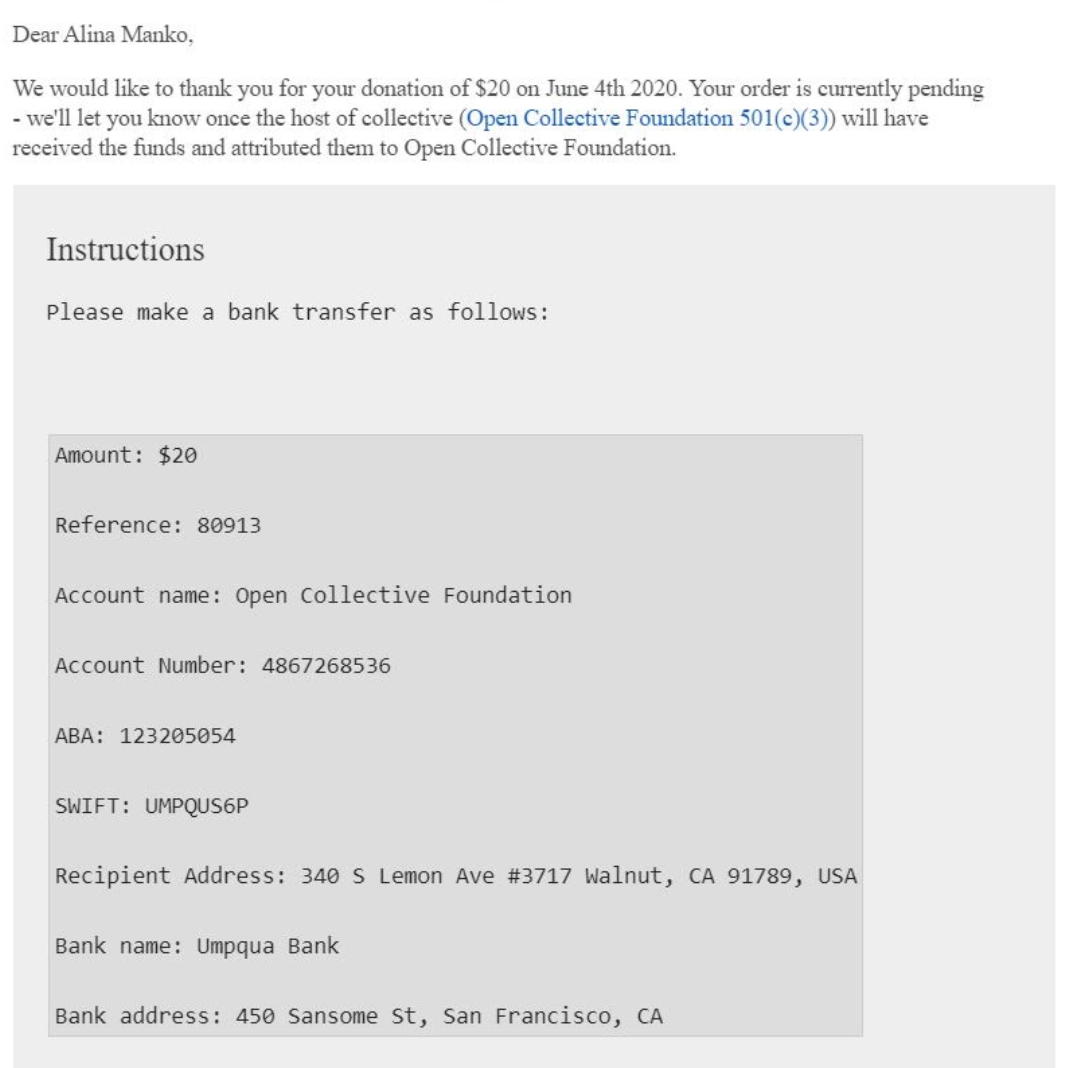 Dear Alina Manko,
We would like to thank you for your donation of $20 on June 4th 2020. Your order is currently pending
- we'll let you know once the host of collective (Open Collective Foundation 501(c)(3)) will have
received the funds and attributed them to Open Collective Foundation.
Instructions
Please make a bank transfer as follows:
Amount: $20
Reference: 80913
Account name: Open Collective Foundation
Account Number: 4867268536
ABA: 123205054
SWIFT: UMPQUS6P
Recipient Address: 340 S Lemon Ave #3717 Walnut, CA 91789, USA
Bank name: Umpqua Bank
Bank address: 450 Sansome St, San Francisco, CA